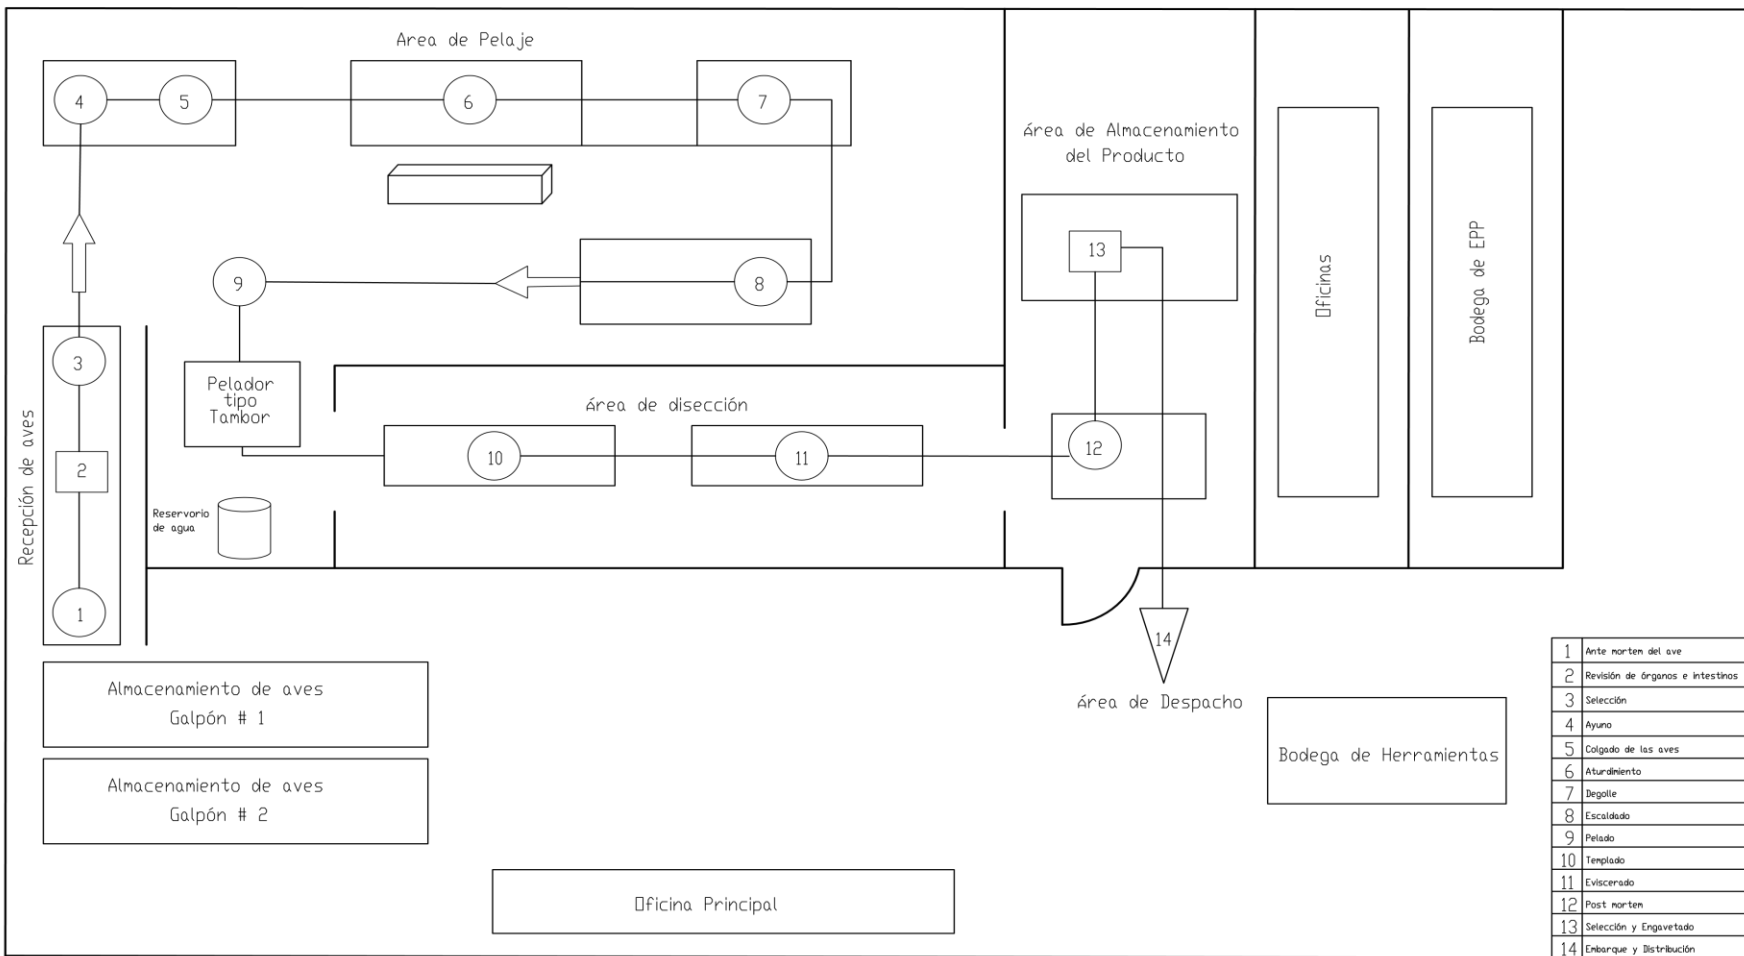 Area de Pelaje
4
5
6
7
área de Almacenamiento
del Producto
13
Oficinas
Bodega de EPP
9
8
3
2
1
Recepción de aves
Pelador
tipo
Tambor
área de disección
10
11
12
Reservorio
de agua
14
área de Despacho
Almacenamiento de aves
Galpón # 1
Almacenamiento de aves
Galpón # 2
Bodega de Herramientas
Oficina Principal
1 Ante mortem del ave
2 Revisión de órganos e intestinos
3 Selección
4 Ayuno
5 Colgado de las aves
6 Aturdimiento
7 Degolle
8 Escaldado
9 Pelado
10 Templado
11 Eviscerado
12 Post mortem
13 Selección y Engavetado
14 Embarque y Distribución